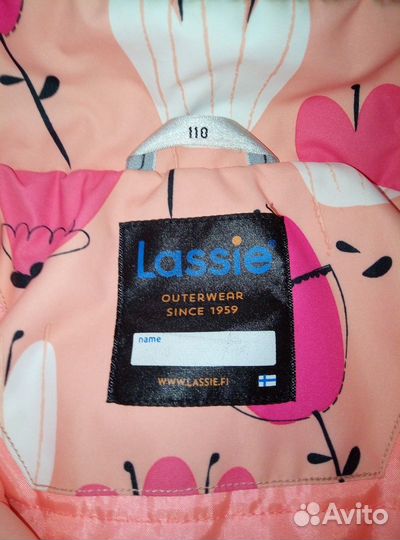 110
Lassie®
OUTERWEAR
SINCE 1959
name
WWW.LASSIE.FI
Avito